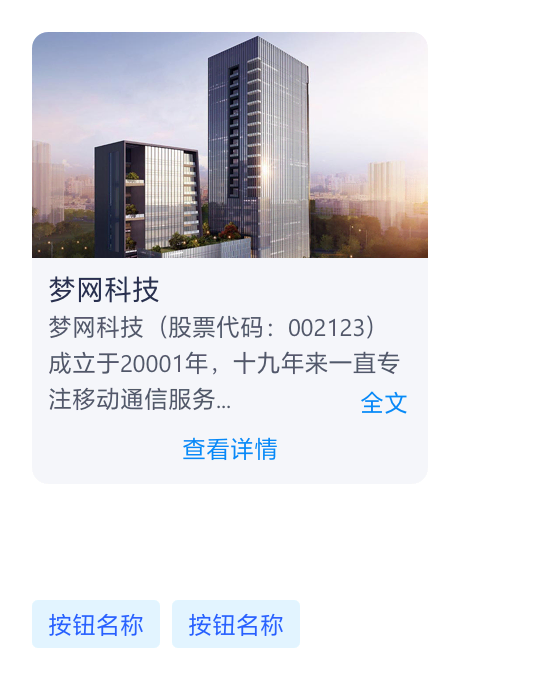 梦网科技
梦网科技（股票代码：002123）
成立于20001年，十九年来一直专
注移动通信服务...
全文
查看详情
按钮名称
按钮名称